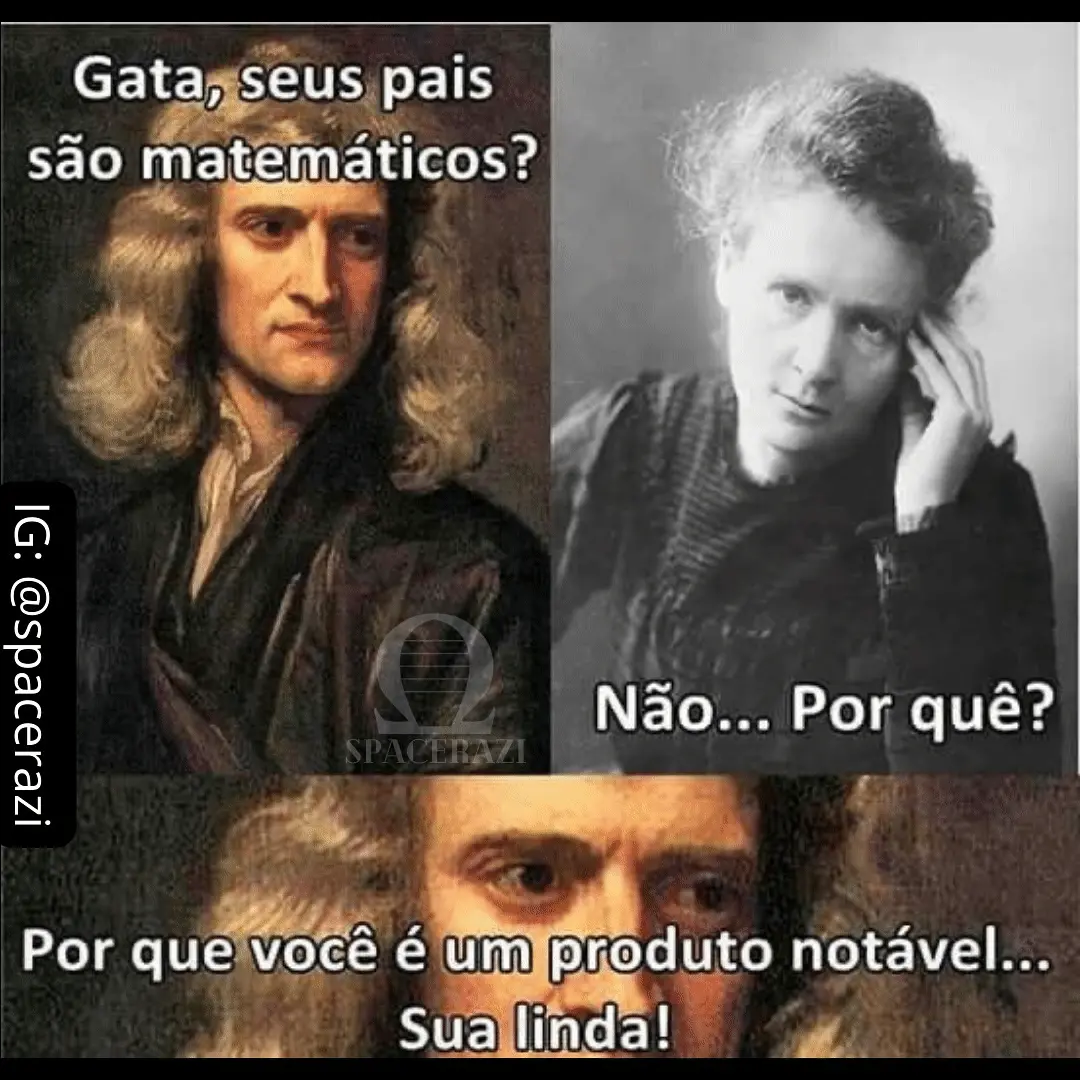 Gata, seus pais
são matemáticos?
Não... Por quê?
IG: @spacerazi
SPACERAZI
Por que você é um produto notável...
Sua linda!